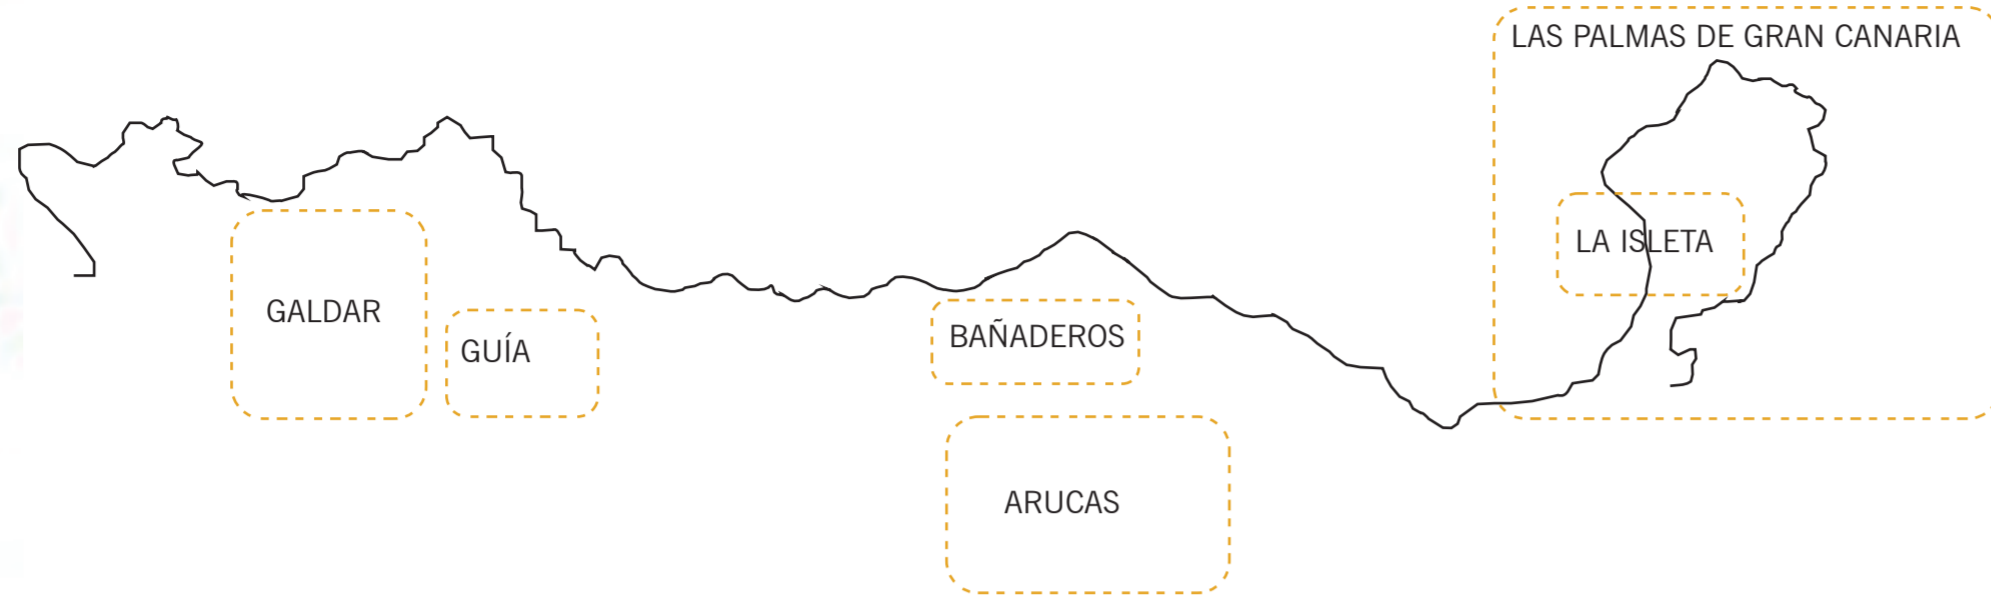 LAS PALMAS DE GRAN CANARIA
LA ISLETA
GALDAR
GUÍA
BAÑADEROS
ARUCAS